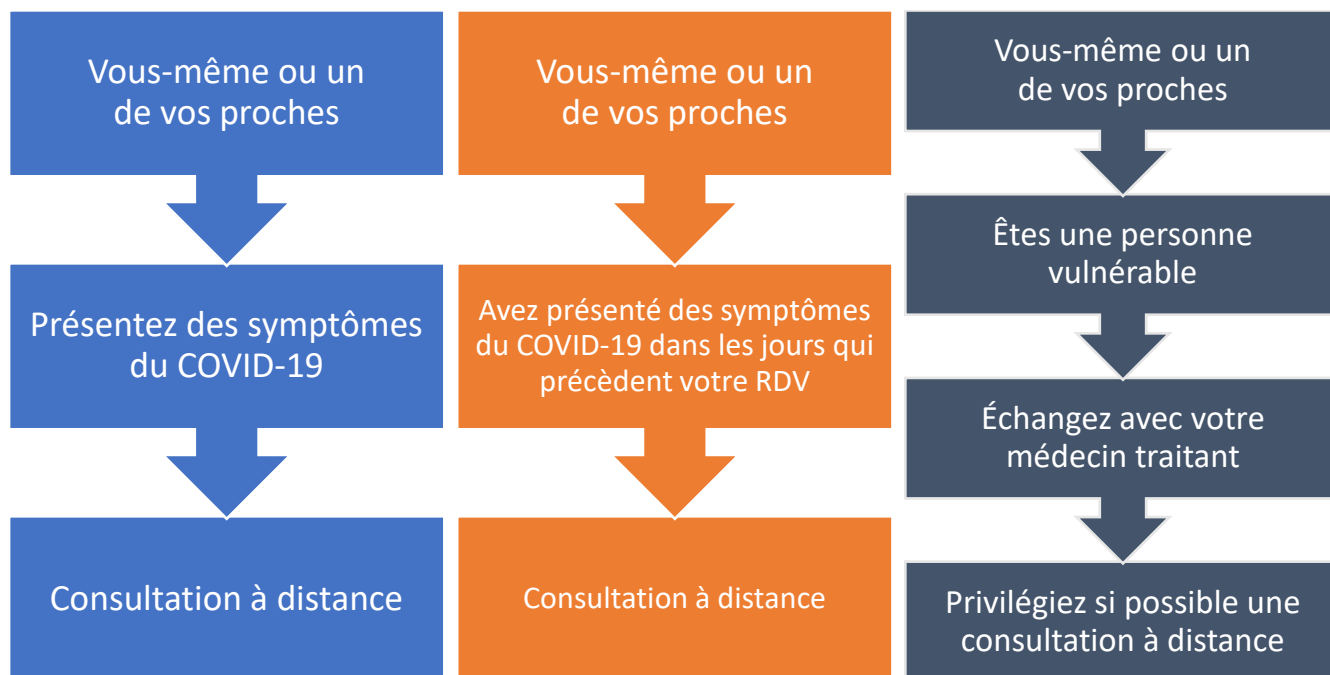 Vous-même ou un
de vos proches
Présentez des symptômes
du COVID-19
Consultation à distance
Vous-même ou un
de vos proches
Avez présenté des symptômes
du COVID-19 dans les jours qui
précèdent votre RDV
Consultation à distance
Vous-même ou un
de vos proches
Êtes une personne
vulnérable
Échangez avec votre
médecin traitant
Privilégiez si possible une
consultation à distance